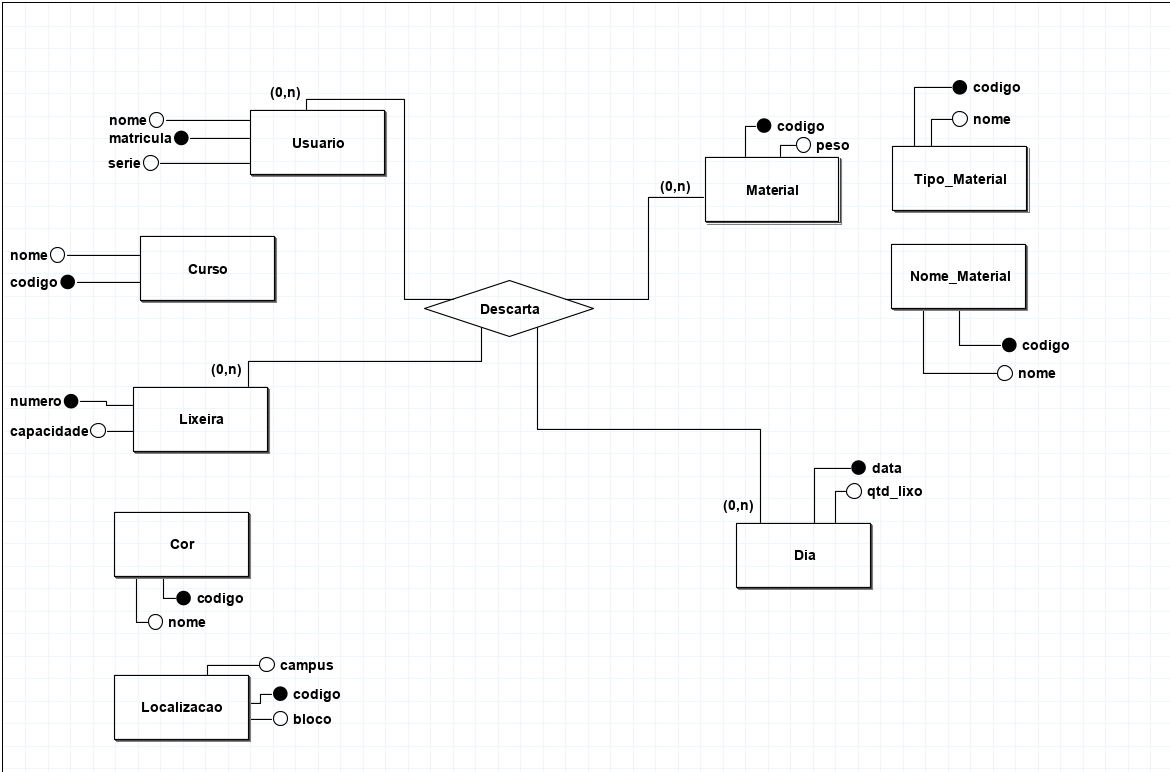 (0,n)
nome
matricula
serie
Usuario
codigo
peso
(0,n)
Material
codigo
nome
Tipo_Material
nome
codigo
Curso
Descarta
Nome_Material
codigo
nome
(0,n)
numero
capacidade
Lixeira
data
qtd_lixo
(0,n)
Dia
Cor
codigo
nome
campus
codigo
bloco
Localizacao